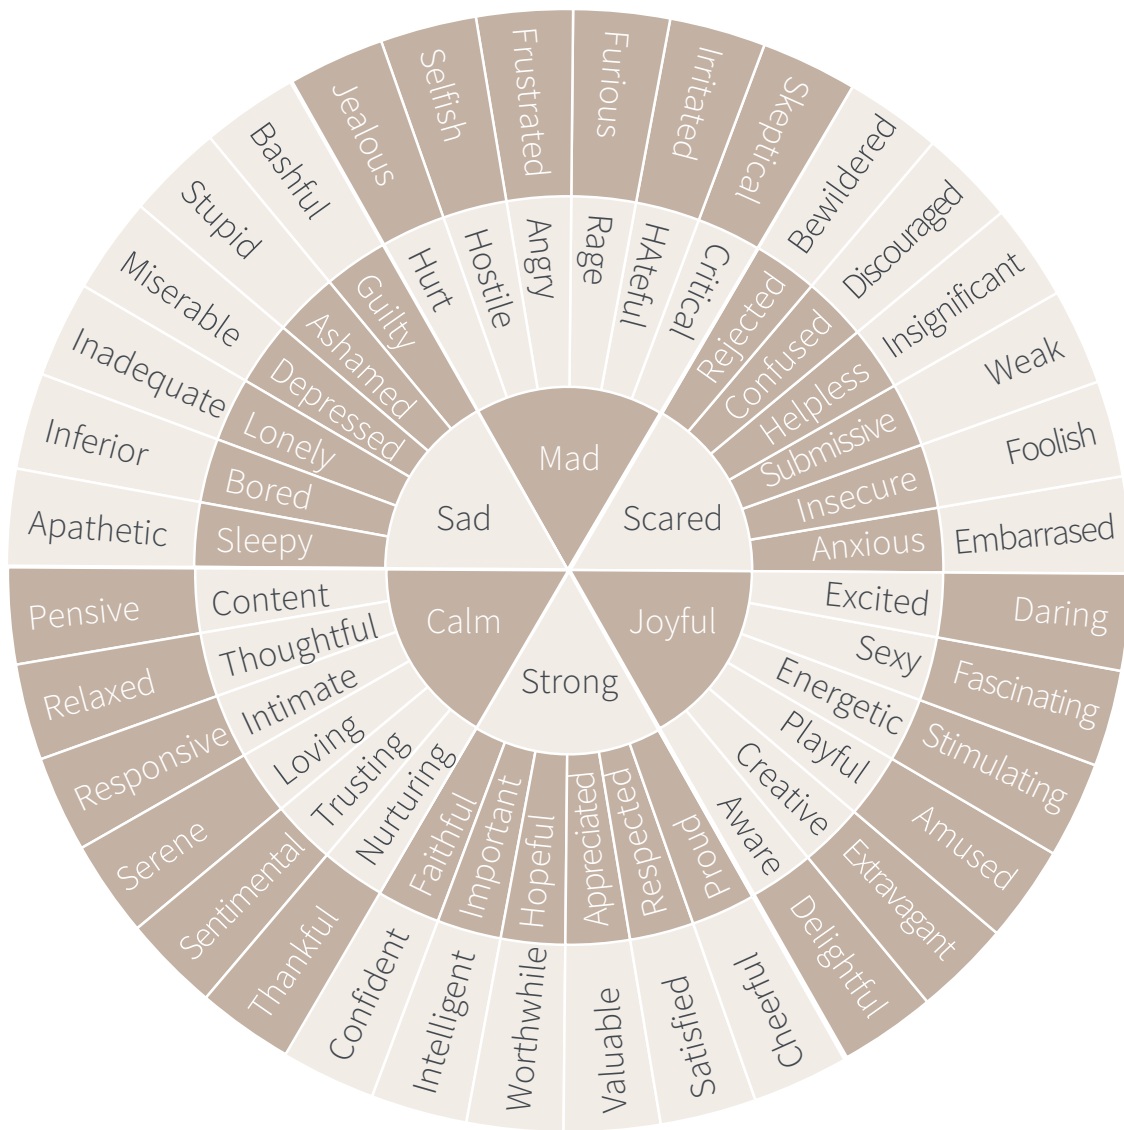 Mad
Scared
Joyful
Strong
Calm
Sad
Hurt
Hostile
Angry
Rage
HAteful
Critical
Rejected
Confused
Helpless
Submissive
Insecure
Anxious
Excited
Sexy
Energetic
Playful
Creative
Aware
Proud
Respected
Appreciated
Hopeful
Important
Faithful
Nurturing
Trusting
Loving
Intimate
Thoughtful
Content
Sleepy
Bored
Lonely
Depressed
Ashamed
Guilty
Jealous
Selfish
Frustrated
Furious
Irritated
Skeptical
Bewildered
Discouraged
Insignificant
Weak
Foolish
Embarrased
Daring
Fascinating
Stimulating
Amused
Extravagant
Delightful
Cheerful
Satisfied
Valuable
Worthwhile
Intelligent
Confident
Thankful
Sentimental
Serene
Responsive
Relaxed
Pensive
Apathetic
Inferior
Inadequate
Miserable
Stupid
Bashful